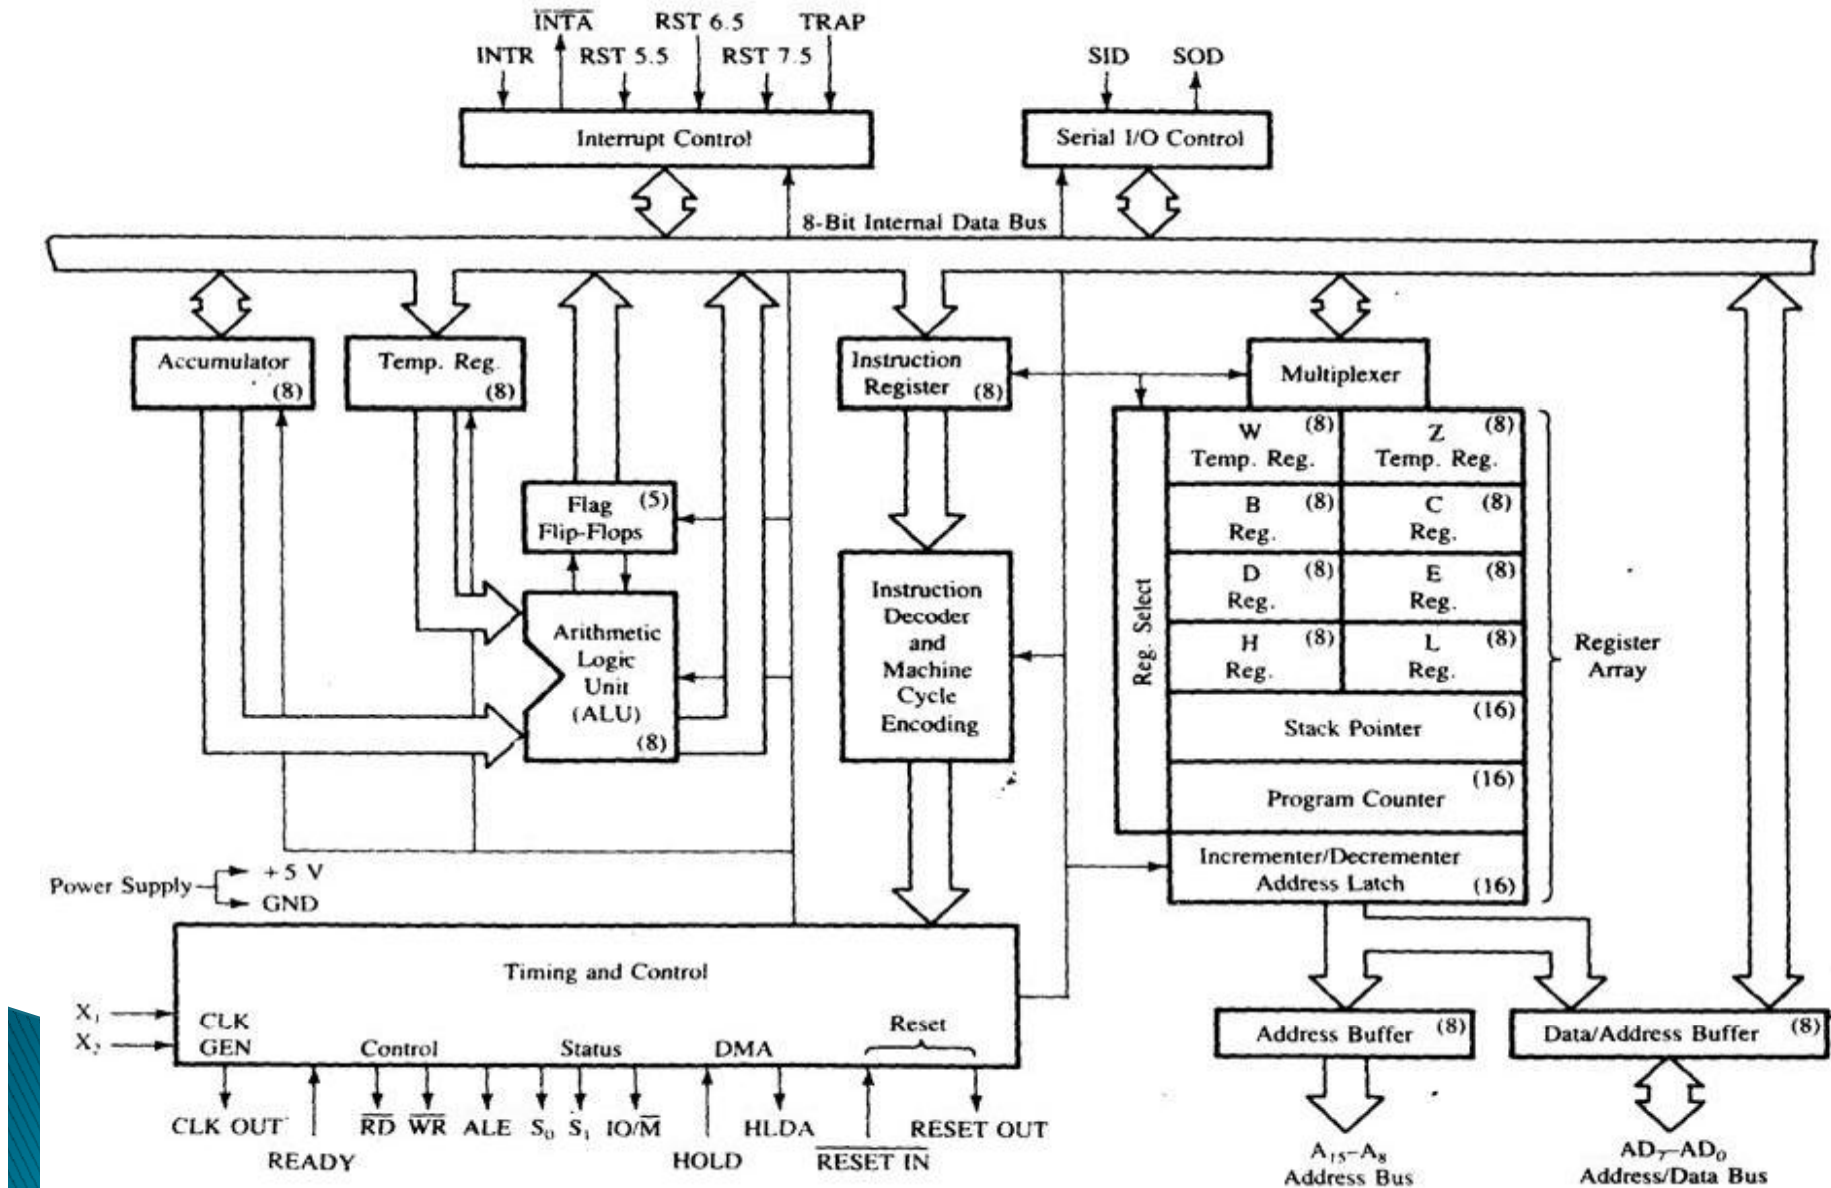 INTA
RST 6.5
TRAP
INTR
RST 5.5
RST 7.5
SID
SOD
Interrupt Control
Serial I/O Control
8-Bit Internal Data Bus
Accumulator
(8)
Temp. Reg.
(8)
Instruction
Register
(8)
Multiplexer
Flag
(5)
Flip-Flops
Arithmetic
Logic
Unit
(ALU)
(8)
Instruction
Decoder
and
Machine
Cycle
Encoding
Reg. Select
W
(8)
Temp. Reg.
Z
(8)
Temp. Reg.
B
(8)
Reg.
C
(8)
Reg.
D
(8)
Reg.
E
(8)
Reg.
H
(8)
Reg.
L
(8)
Reg.
Stack Pointer
(16)
Program Counter
(16)
Incrementer/Decrementer
Address Latch
(16)
Register
Array
Power Supply
+5 V
GND
Timing and Control
X₁
X₂
CLK
GEN
Control
Status
DMA
Reset
CLK OUT
READY
RD
WR
ALE
S₀
S₁
IO/M
HOLD
HLDA
RESET IN
RESET OUT
Address Buffer
(8)
Data/Address Buffer
(8)
A₁₅–A₈
Address Bus
AD₇–AD₀
Address/Data Bus